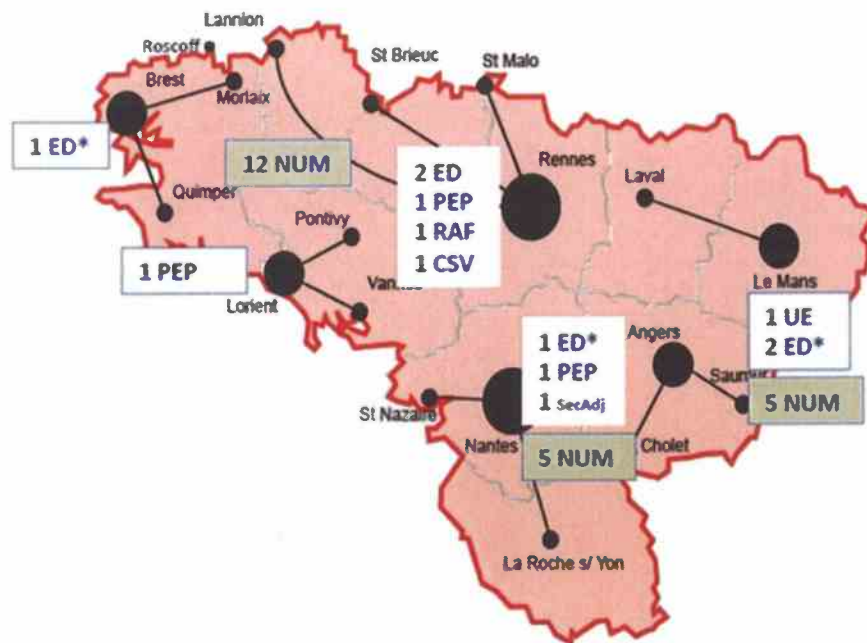 Lannion
Roscoff
St Brieuc
St Malo
Brest
Morlaix
1 ED*
12 NUM
2 ED
1 PEP
1 RAF
1 CSV
Rennes
Laval
Quimper
Pontivy
1 PEP
Lorient
Le Mans
1 UE
2 ED*
5 NUM
1 ED*
1 PEP
1 SecAdj
Angers
St Nazaire
Nantes
5 NUM
Cholet
La Roche s/ Yon